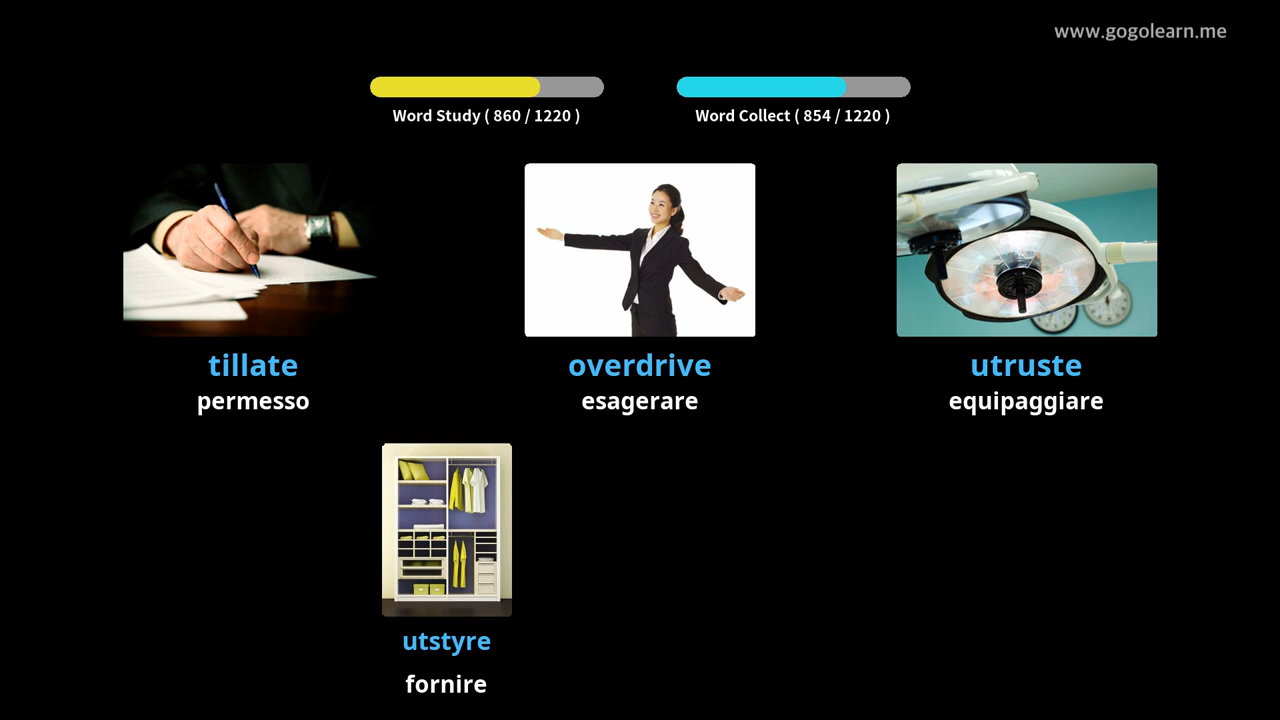 www.gogolearn.me
Word Study ( 860 / 1220 )
Word Collect ( 854 / 1220 )
tillate
permesso
overdrive
esagerare
utruste
equipaggiare
utstyre
fornire